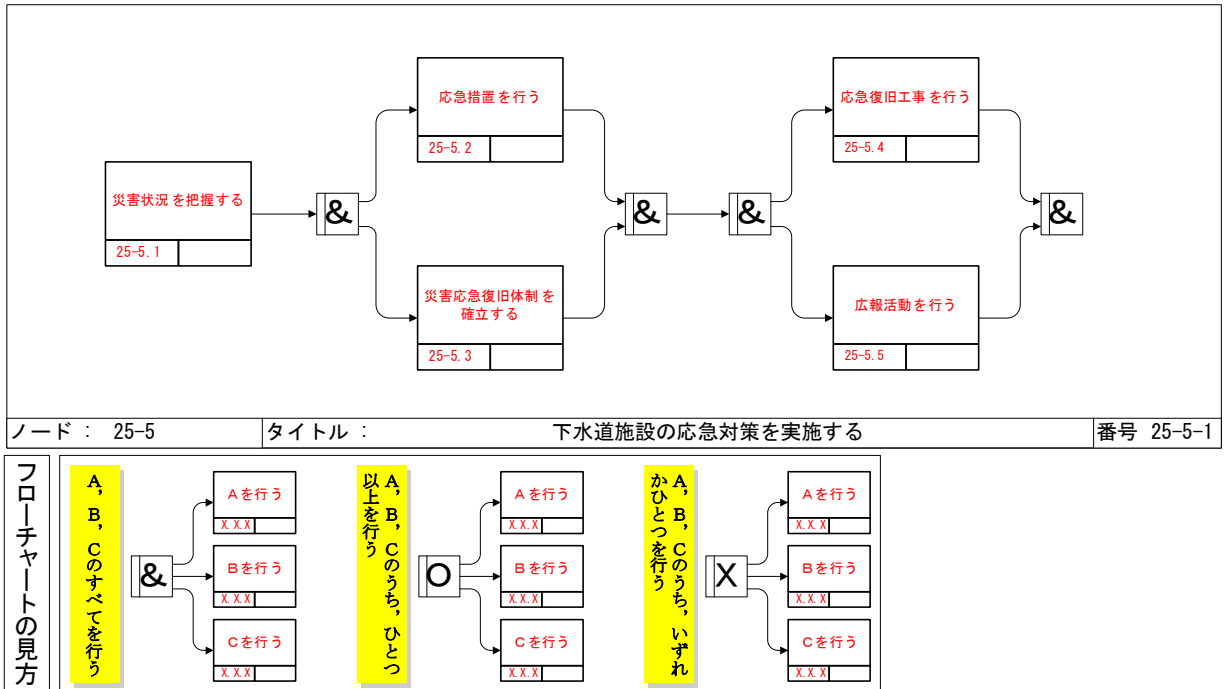 応急措置を行う
25-5.2
応急復旧工事を行う
25-5.4
災害状況を把握する
25-5.1
&
&
&
&
災害応急復旧体制を
確立する
25-5.3
広報活動を行う
25-5.5
ノード : 25-5
タイトル :
下水道施設の応急対策を実施する
番号 25-5-1
フローチャートの見方
A, B, Cのすべてを行う
&
Aを行う
X.X.X
Bを行う
X.X.X
Cを行う
X.X.X
A, B, Cのうち, ひとつ
以上を行う
O
Aを行う
X.X.X
Bを行う
X.X.X
Cを行う
X.X.X
A, B, Cのうち, いずれ
かひとつを行う
X
Aを行う
X.X.X
Bを行う
X.X.X
Cを行う
X.X.X